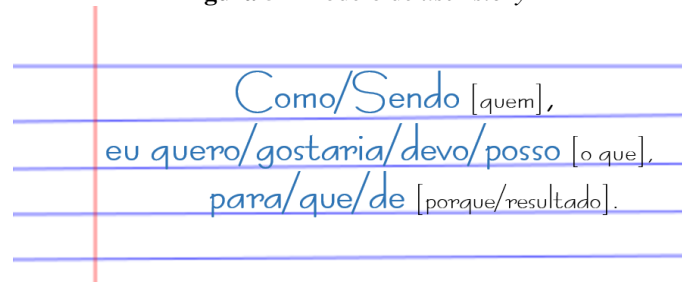 Como/Sendo [quem],
eu quero/gostaria/devo/posso [o que],
para/que/de [porque/resultado].